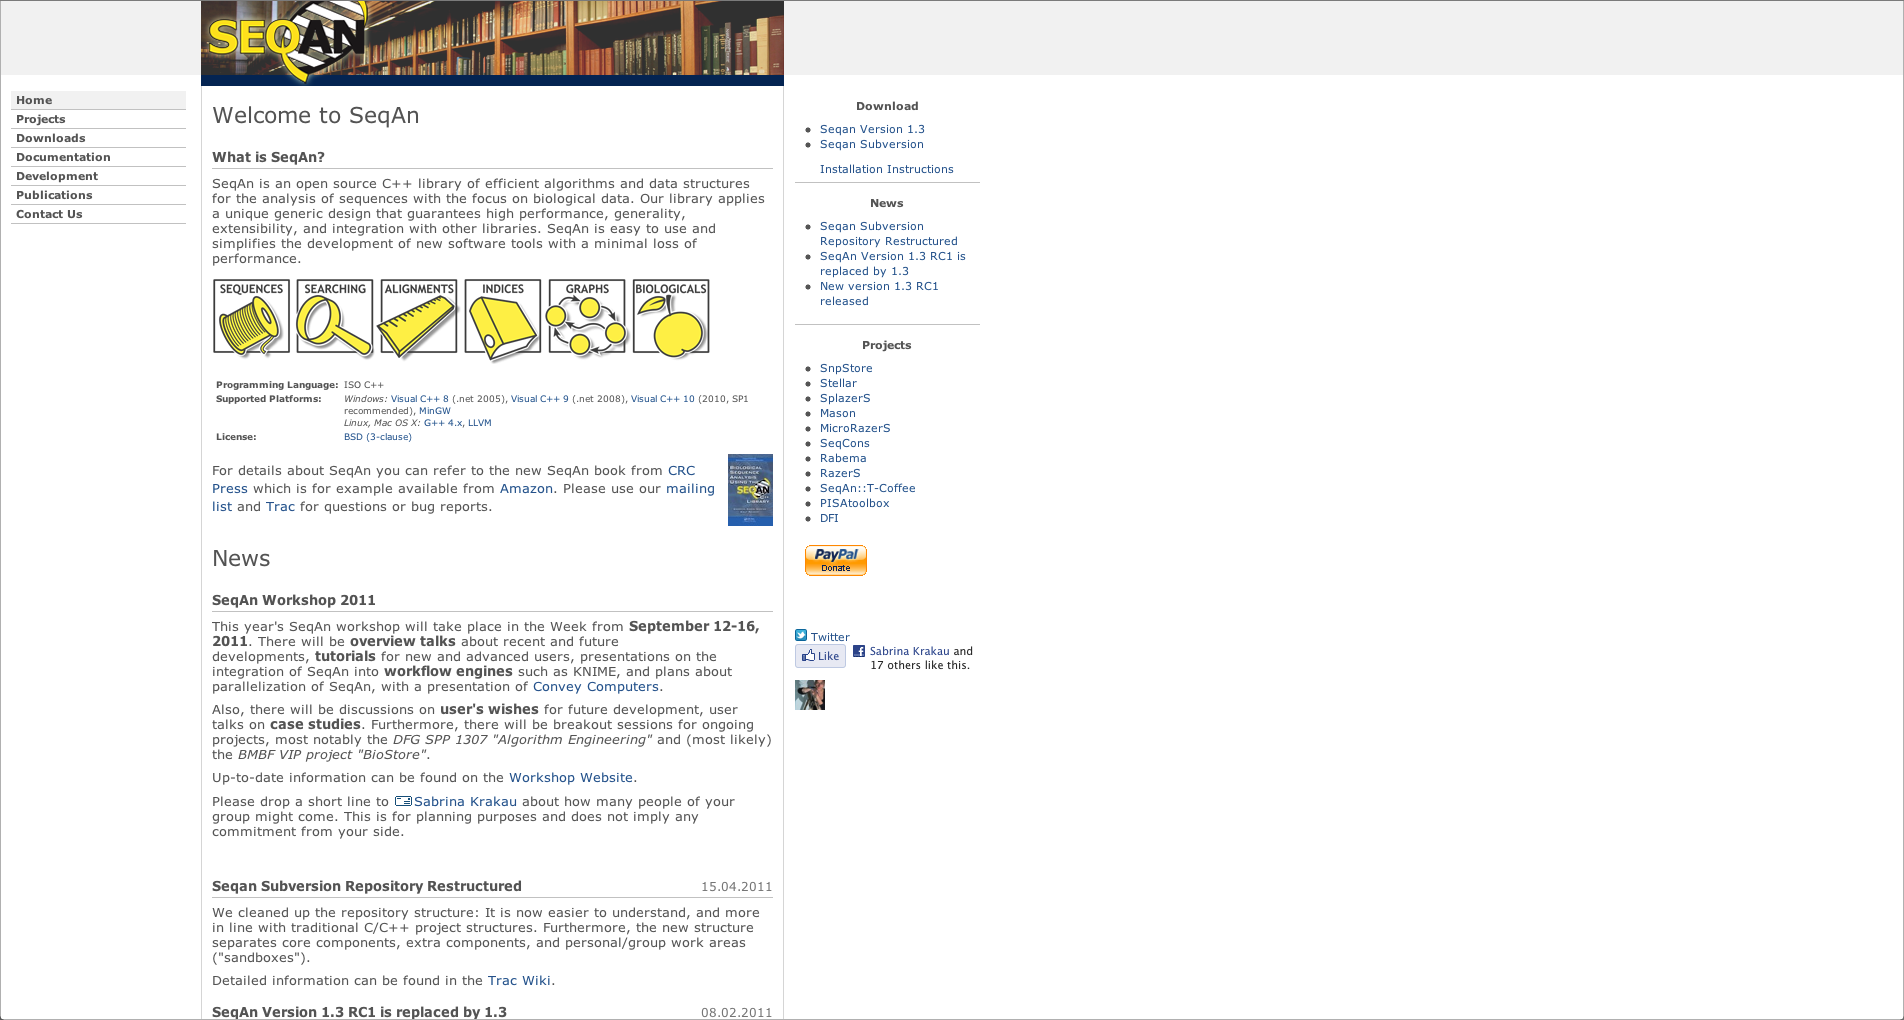 SEQAN
Home
Projects
Downloads
Documentation
Development
Publications
Contact Us
Welcome to SeqAn
What is SeqAn?
SeqAn is an open source C++ library of efficient algorithms and data structures
for the analysis of sequences with the focus on biological data. Our library applies
a unique generic design that guarantees high performance, generality,
extensibility, and integration with other libraries. SeqAn is easy to use and
simplifies the development of new software tools with a minimal loss of
performance.
SEQUENCES SEARCHING ALIGNMENTS INDICES GRAPHS BIOLOGICALS
Programming Language: ISO C++
Supported Platforms: Windows: Visual C++ 8 (.net 2005), Visual C++ 9 (.net 2008), Visual C++ 10 (2010, SP1
recommended), MinGW
Linux, Mac OS X: G++ 4.x, LLVM
License: BSD (3-clause)
For details about SeqAn you can refer to the new SeqAn book from CRC
Press which is for example available from Amazon. Please use our mailing
list and Trac for questions or bug reports.
BIOLOGICAL
SEQUENCE
ANALYSIS
USING THE
SEQAN
LIBRARY
News
SeqAn Workshop 2011
This year's SeqAn workshop will take place in the Week from September 12-16,
2011. There will be overview talks about recent and future
developments, tutorials for new and advanced users, presentations on the
integration of SeqAn into workflow engines such as KNIME, and plans about
parallelization of SeqAn, with a presentation of Convey Computers.
Also, there will be discussions on user's wishes for future development, user
talks on case studies. Furthermore, there will be breakout sessions for ongoing
projects, most notably the DFG SPP 1307 "Algorithm Engineering" and (most likely)
the BMBF VIP project "BioStore".
Up-to-date information can be found on the Workshop Website.
Please drop a short line to Sabrina Krakau about how many people of your
group might come. This is for planning purposes and does not imply any
commitment from your side.
Seqan Subversion Repository Restructured 15.04.2011
We cleaned up the repository structure: It is now easier to understand, and more
in line with traditional C/C++ project structures. Furthermore, the new structure
separates core components, extra components, and personal/group work areas
("sandboxes").
Detailed information can be found in the Trac Wiki.
SeqAn Version 1.3 RC1 is replaced by 1.3 08.02.2011
Download
Seqan Version 1.3
Seqan Subversion
Installation Instructions
News
Seqan Subversion
Repository Restructured
SeqAn Version 1.3 RC1 is
replaced by 1.3
New version 1.3 RC1
released
Projects
SnpStore
Stellar
SplazerS
Mason
MicroRazerS
SeqCons
Rabema
RazerS
SeqAn::T-Coffee
PISAtoolbox
DFI
PayPal
Donate
Twitter
Like Sabrina Krakau and
17 others like this.